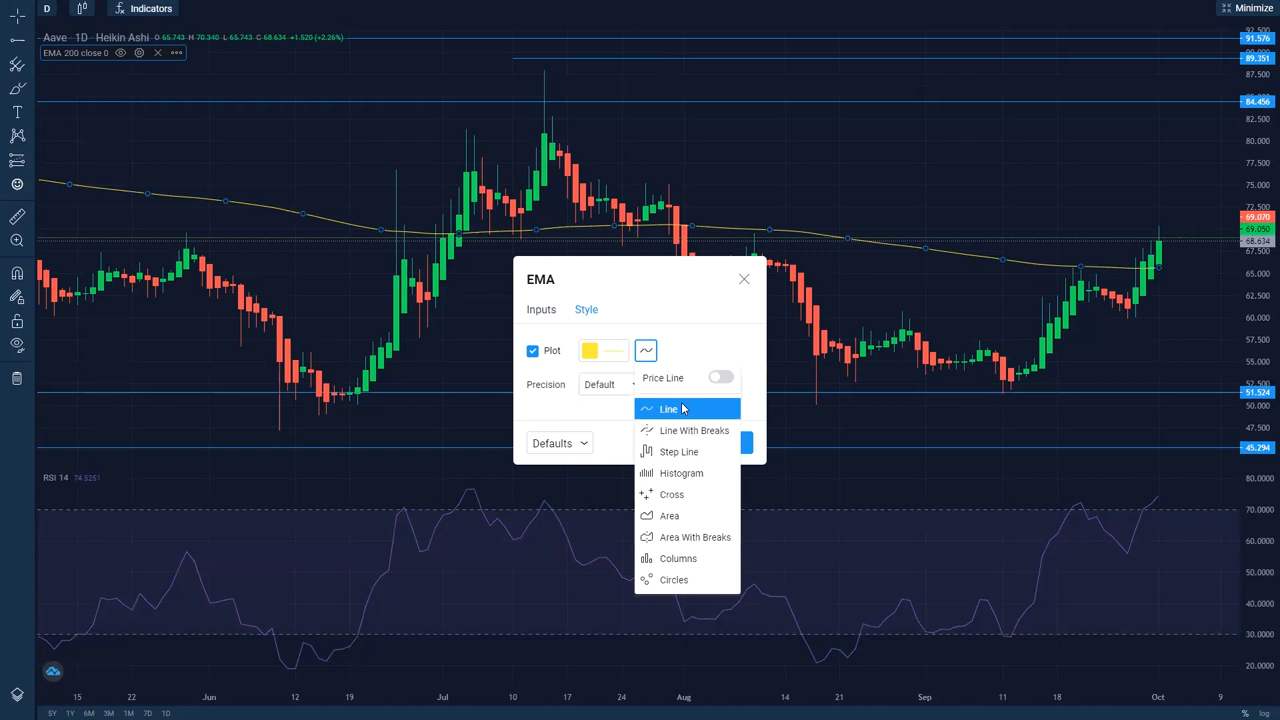 D
Indicators
Minimize
Aave 1D Heikin Ashi O 65.743 H 70.340 L 65.743 C 68.634 +1.520 (+2.26%)
EMA 200 close 0
92.500
91.576
90.000
89.351
87.500
84.456
82.500
80.000
77.500
75.000
72.500
69.070
69.050
68.634
67.500
65.000
62.500
60.000
57.500
55.000
51.524
50.000
47.500
45.294
EMA
Inputs
Style
Plot
Precision
Default
Defaults
Price Line
Line
Line With Breaks
Step Line
Histogram
Cross
Area
Area With Breaks
Columns
Circles
RSI 14 74.5251
80.0000
70.0000
60.0000
50.0000
40.0000
30.0000
20.0000
15 22 Jun 12 19 Jul 10 17 24 Aug 14 21 Sep 11 18 Oct 9
5Y 1Y 6M 3M 1M 7D 1D
% log